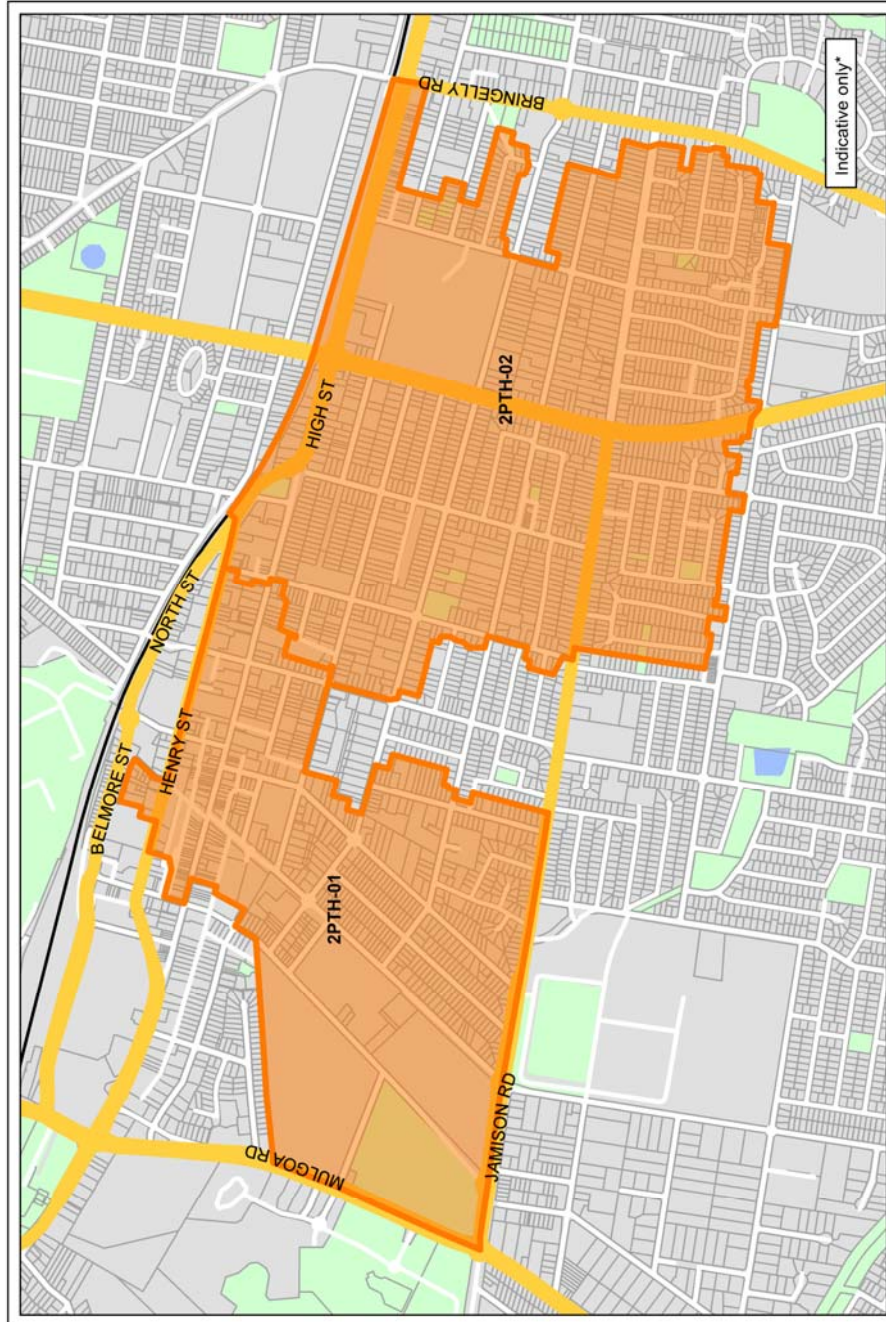 BELMORE ST
NORTH ST
HENRY ST
HIGH ST
BRINGELLY RD
MULGOA RD
JAMISON RD
2PTH-01
2PTH-02
Indicative only*